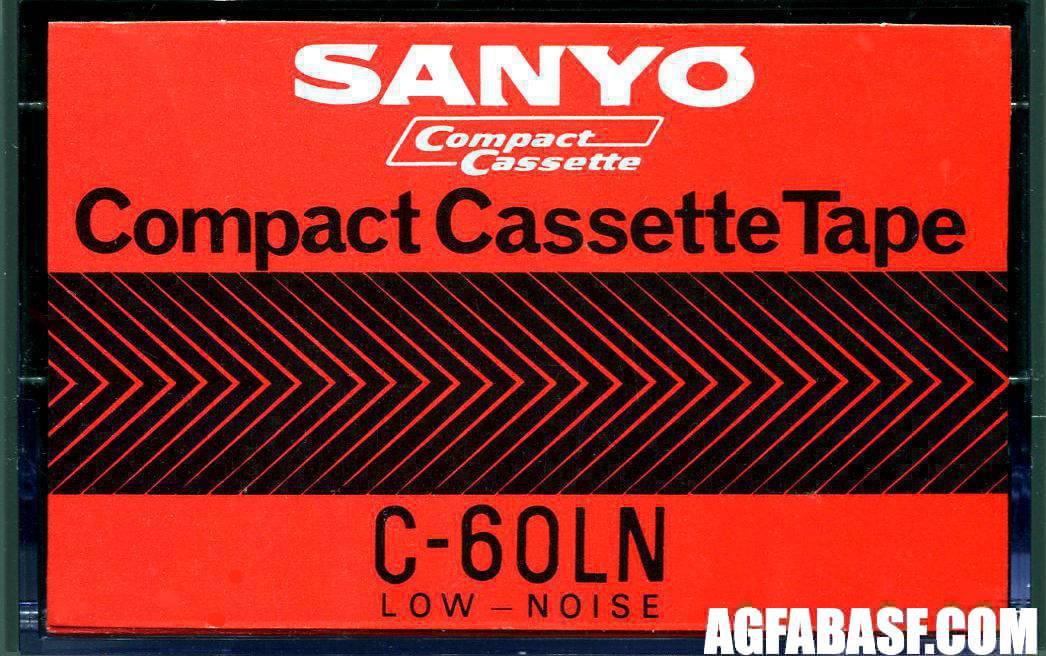 SANYO
Compact
Cassette
Compact Cassette Tape
C-60LN
LOW – NOISE
AGFABASF.COM